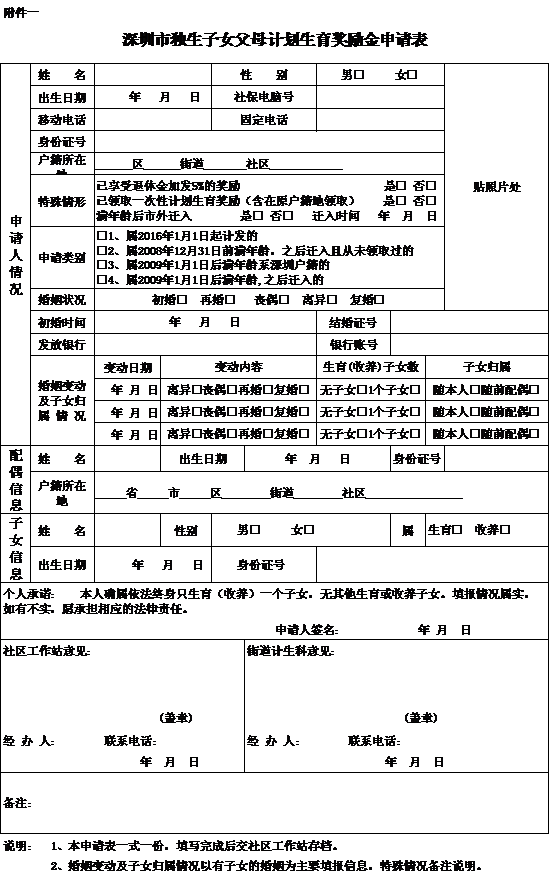 附件一
深圳市独生子女父母计划生育奖励金申请表
申请人情况
姓 名 性 别 男□ 女□
出生日期 年 月 日 社保电脑号
移动电话 固定电话
身份证号
户籍所在地 区 街道 社区
贴照片处
特殊情形
已享受退休金加发5%的奖励 是□ 否□
已领取一次性计划生育奖励（含在原户籍地领取） 是□ 否□
满年龄后市外迁入 是□ 否□ 迁入时间 年 月 日
申请类别
□1、属2016年1月1日起计发的
□2、属2008年12月31日前满年龄，之后迁入且从未领取过的
□3、属2009年1月1日后满年龄系深圳户籍的
□4、属2009年1月1日后满年龄,之后迁入的
婚姻状况 初婚□ 再婚□ 丧偶□ 离异□ 复婚□
初婚时间 年 月 日 结婚证号
发放银行 银行账号
婚姻变动及子女归属情况
变动日期 变动内容 生育(收养)子女数 子女归属
年 月 日 离异□丧偶□再婚□复婚□ 无子女□1个子女□ 随本人□随前配偶□
年 月 日 离异□丧偶□再婚□复婚□ 无子女□1个子女□ 随本人□随前配偶□
年 月 日 离异□丧偶□再婚□复婚□ 无子女□1个子女□ 随本人□随前配偶□
配偶信息
姓 名 出生日期 年 月 日 身份证号
户籍所在地 省 市 区 街道 社区
子女信息
姓 名 性别 男□ 女□ 属 生育□ 收养□
出生日期 年 月 日 身份证号
个人承诺： 本人确属依法终身只生育（收养）一个子女，无其他生育或收养子女。填报情况属实，
如有不实，愿承担相应的法律责任。
申请人签名： 年 月 日
社区工作站意见：
(盖章)
经 办 人： 联系电话：
年 月 日
街道计生科意见：
(盖章)
经 办 人： 联系电话：
年 月 日
备注：
说明： 1、本申请表一式一份，填写完成后交社区工作站存档。
2、婚姻变动及子女归属情况以有子女的婚姻为主要填报信息，特殊情况备注说明。